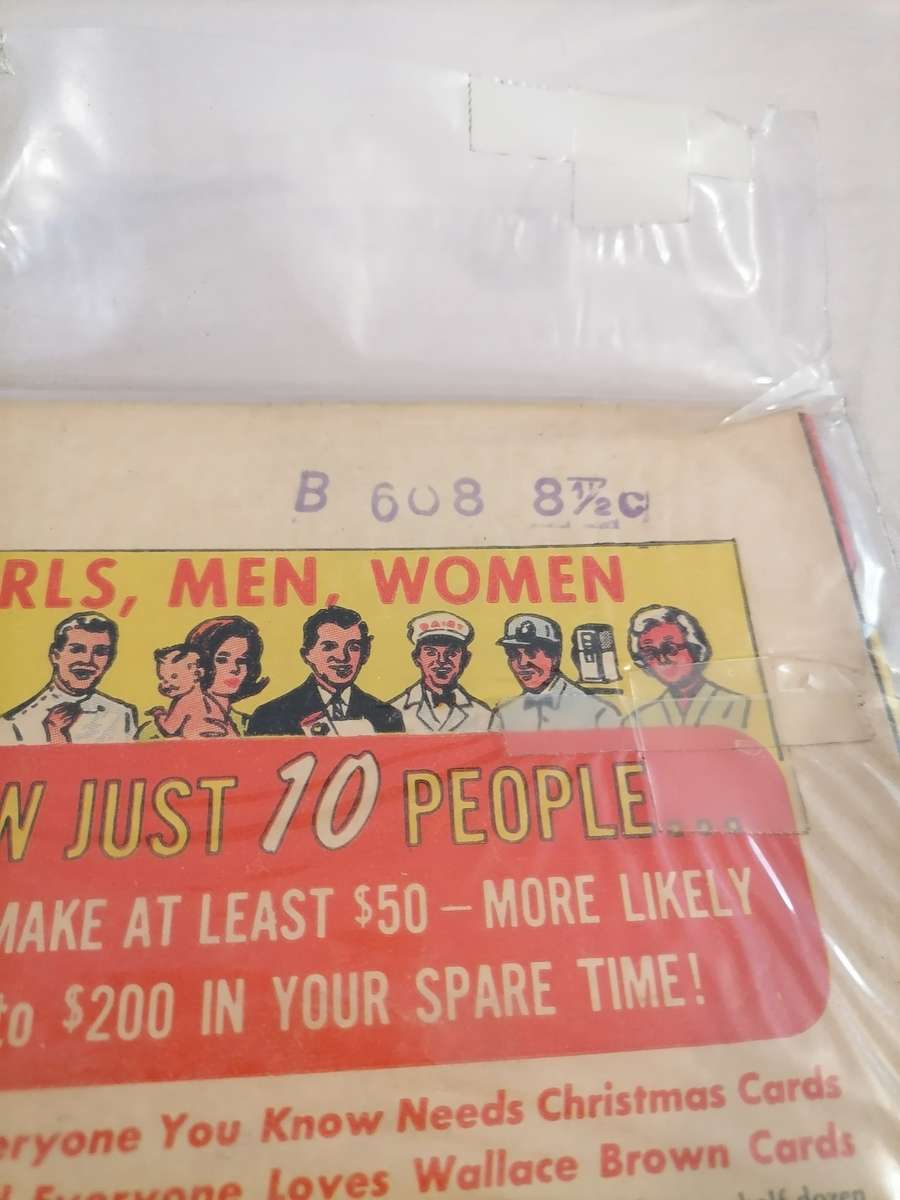 B 608 8½c
RLS, MEN, WOMEN
DAIRY
W JUST 10 PEOPLE...
MAKE AT LEAST $50 – MORE LIKELY
to $200 IN YOUR SPARE TIME!
eryone You Know Needs Christmas Cards
Everyone Loves Wallace Brown Cards